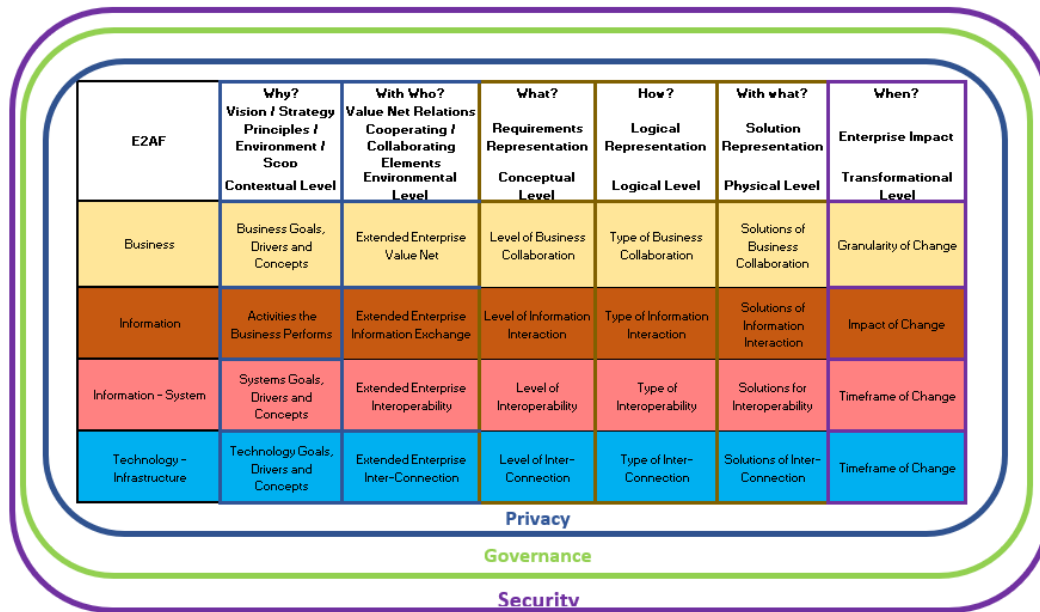 E2AF
Why?
Vision / Strategy
Principles /
Environment /
Scop
Contextual Level
With Who?
Value Net Relations
Cooperating /
Collaborating
Elements
Environmental
Level
What?
Requirements
Representation
Conceptual
Level
How?
Logical
Representation
Logical Level
With what?
Solution
Representation
Physical Level
When?
Enterprise Impact
Transformational
Level
Business
Business Goals,
Drivers and
Concepts
Extended Enterprise
Value Net
Level of Business
Collaboration
Type of Business
Collaboration
Solutions of
Business
Collaboration
Granularity of Change
Information
Activities the
Business Performs
Extended Enterprise
Information Exchange
Level of Information
Interaction
Type of Information
Interaction
Solutions of
Information
Interaction
Impact of Change
Information - System
Systems Goals,
Drivers and
Concepts
Extended Enterprise
Interoperability
Level of
Interoperability
Type of
Interoperability
Solutions for
Interoperability
Timeframe of Change
Technology -
Infrastructure
Technology Goals,
Drivers and
Concepts
Extended Enterprise
Inter-Connection
Level of Inter-
Connection
Type of Inter-
Connection
Solutions of Inter-
Connection
Timeframe of Change
Privacy
Governance
Security